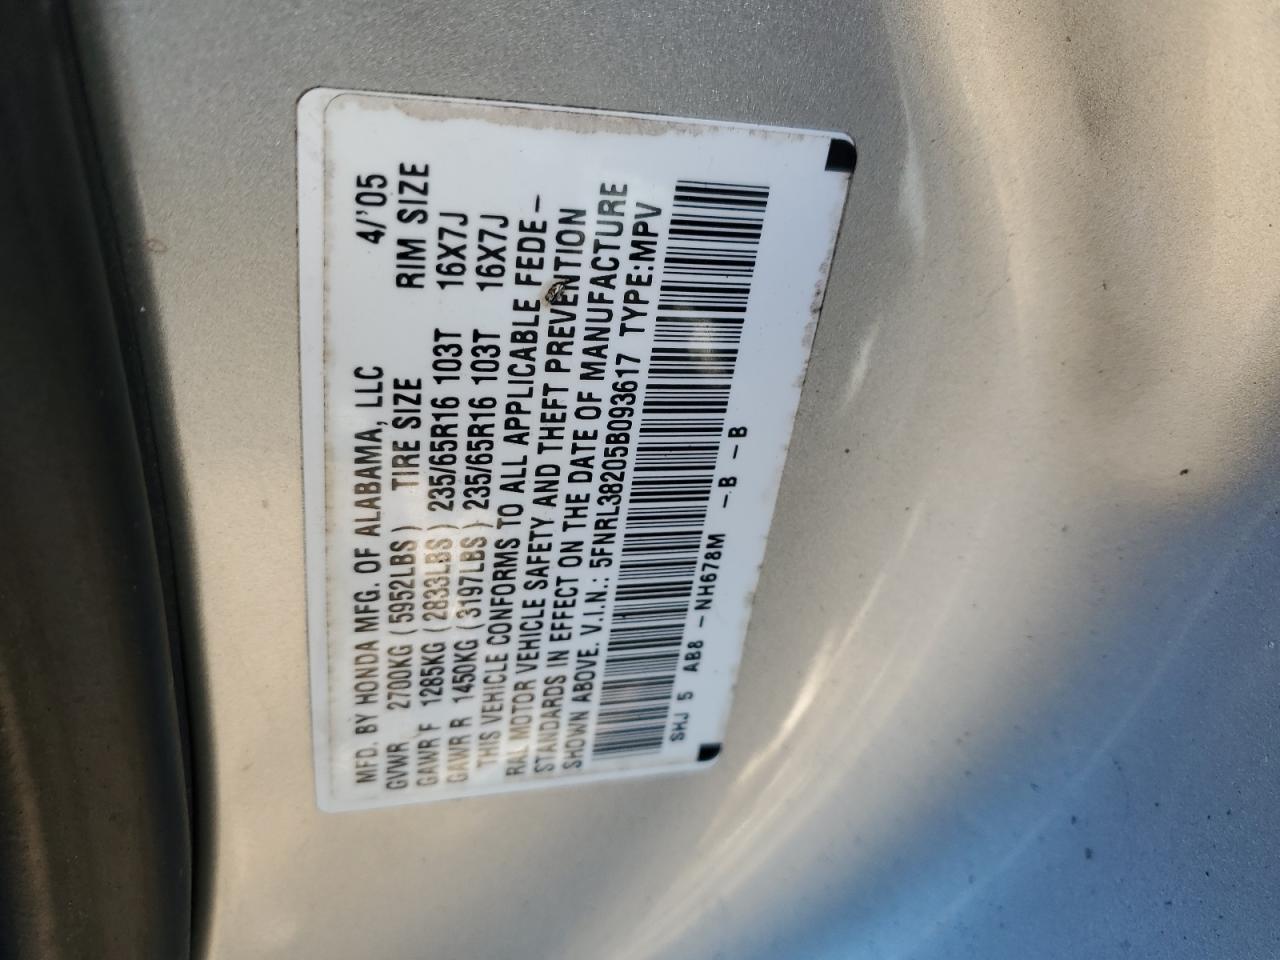 MFD. BY HONDA MFG. OF ALABAMA, LLC 4/'05
GVWR 2700KG ( 5952LBS ) TIRE SIZE RIM SIZE
GAWR F 1285KG ( 2833LBS ) 235/65R16 103T 16X7J
GAWR R 1450KG ( 3197LBS ) 235/65R16 103T 16X7J
THIS VEHICLE CONFORMS TO ALL APPLICABLE FEDE-
RAL MOTOR VEHICLE SAFETY AND THEFT PREVENTION
STANDARDS IN EFFECT ON THE DATE OF MANUFACTURE
SHOWN ABOVE. V.I.N.: 5FNRL38205B093617 TYPE:MPV
SHJ 5 AB8 - NH678M - B - B